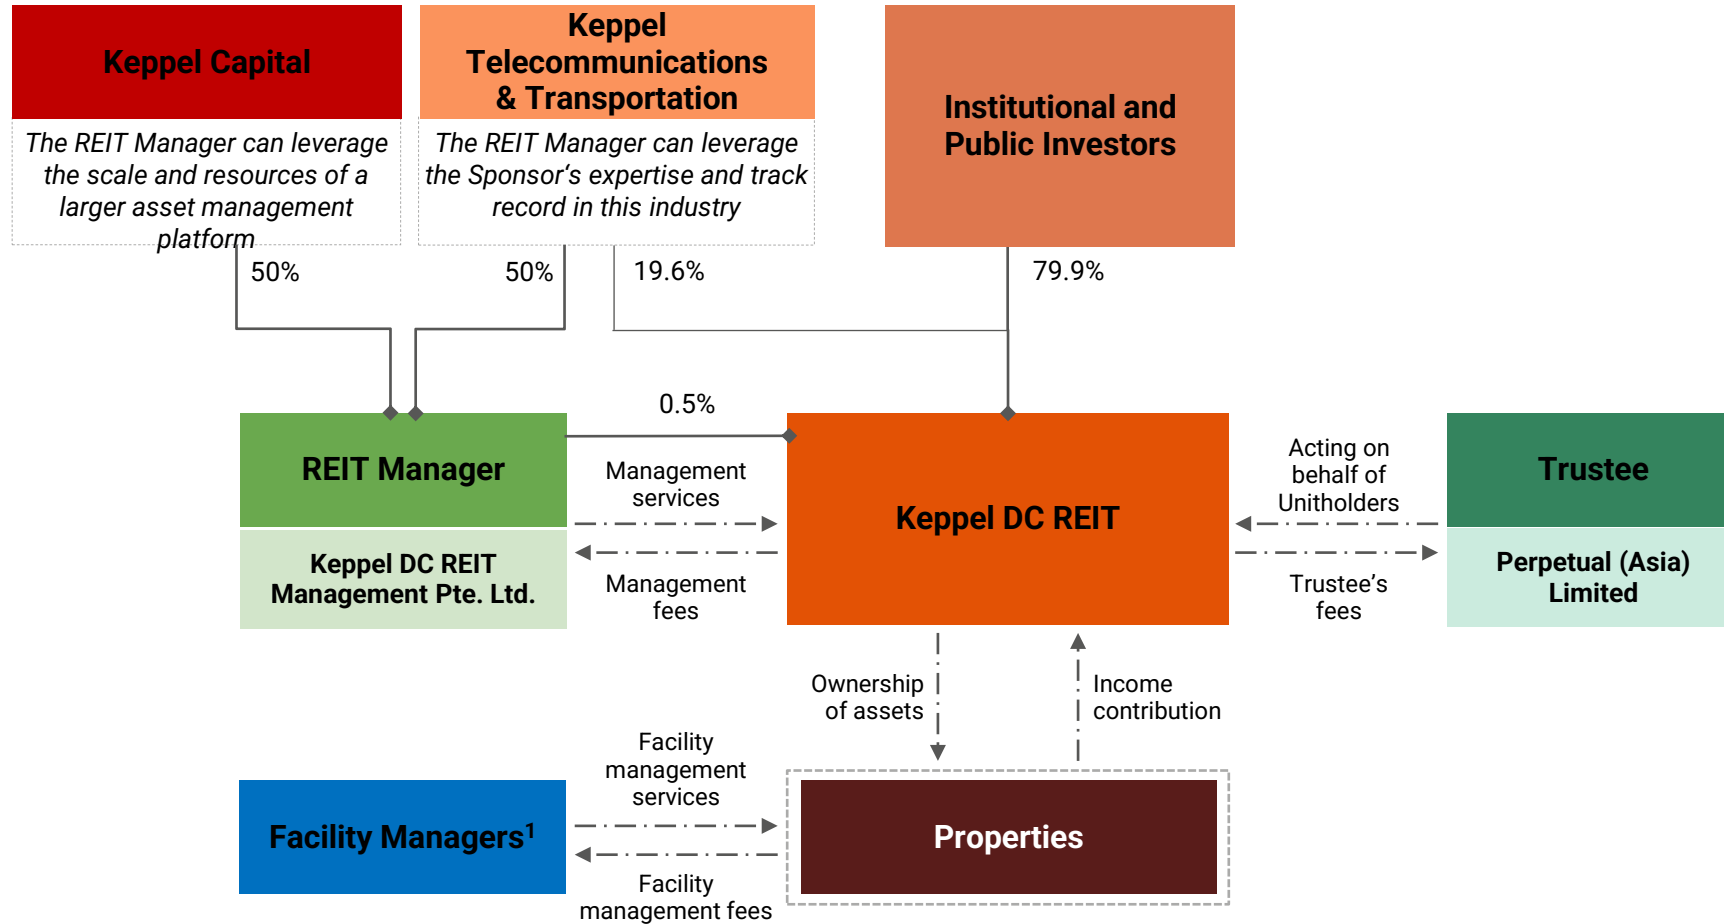 Keppel Capital
The REIT Manager can leverage
the scale and resources of a
larger asset management
platform
Keppel
Telecommunications
& Transportation
The REIT Manager can leverage
the Sponsor‘s expertise and track
record in this industry
Institutional and
Public Investors
50%
50%
19.6%
79.9%
0.5%
REIT Manager
Keppel DC REIT
Management Pte. Ltd.
Management
services
Management
fees
Keppel DC REIT
Acting on
behalf of
Unitholders
Trustee’s
fees
Trustee
Perpetual (Asia)
Limited
Ownership
of assets
Income
contribution
Facility
management
services
Facility
management fees
Facility Managers¹
Properties